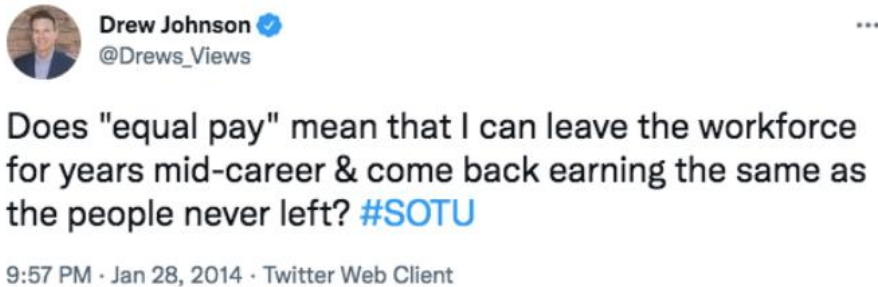 Drew Johnson
@Drews_Views
Does "equal pay" mean that I can leave the workforce
for years mid-career & come back earning the same as
the people never left? #SOTU
9:57 PM · Jan 28, 2014 · Twitter Web Client